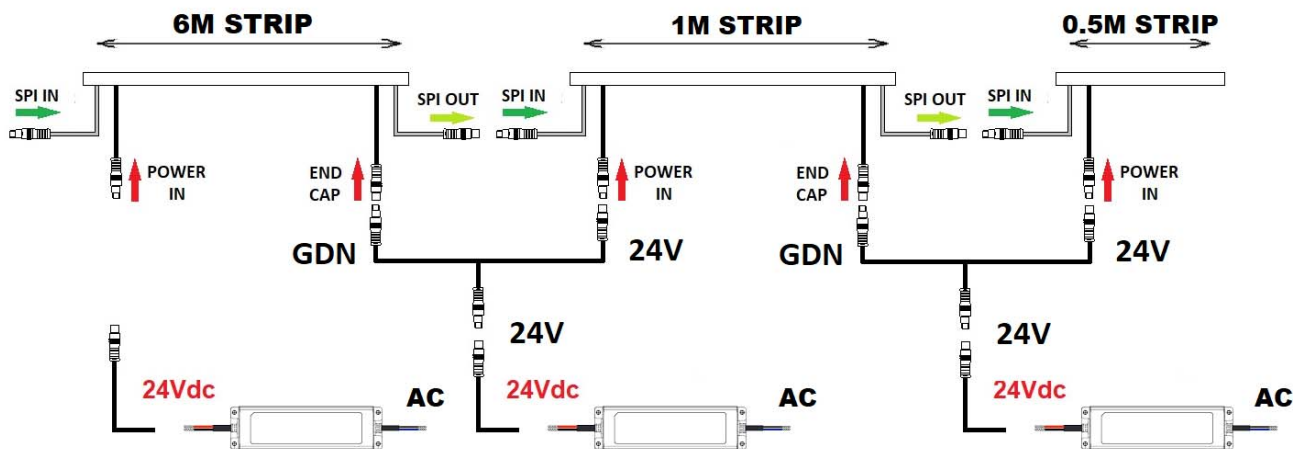 6M STRIP
1M STRIP
0.5M STRIP
SPI IN
SPI OUT
SPI IN
SPI OUT
SPI IN
POWER
IN
END
CAP
POWER
IN
END
CAP
POWER
IN
GDN
24V
GDN
24V
24V
24V
24Vdc
AC
24Vdc
AC
24Vdc
AC